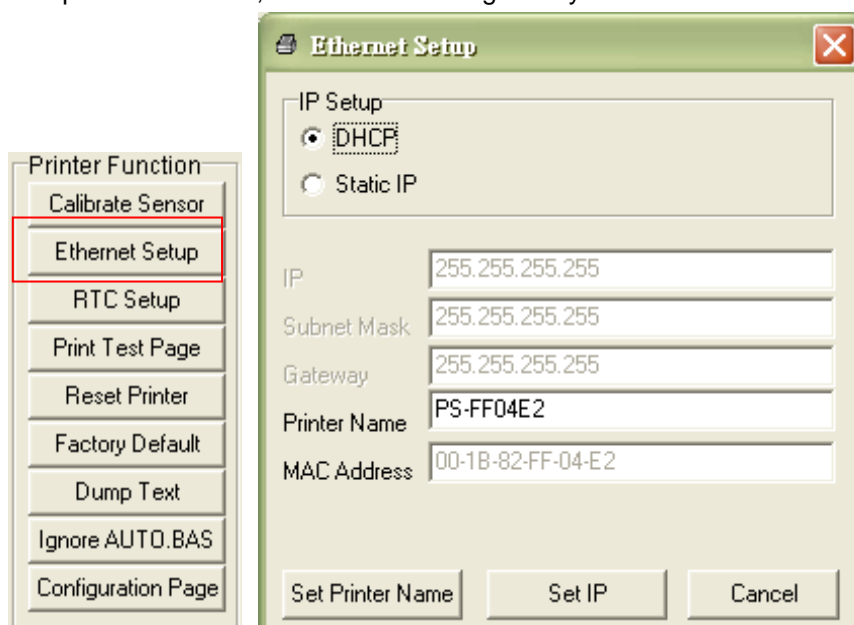 Ethernet Setup
IP Setup
DHCP
Static IP
Printer Function
Calibrate Sensor
Ethernet Setup
RTC Setup
Print Test Page
Reset Printer
Factory Default
Dump Text
Ignore AUTO.BAS
Configuration Page
IP 255.255.255.255
Subnet Mask 255.255.255.255
Gateway 255.255.255.255
Printer Name PS-FF04E2
MAC Address 00-1B-82-FF-04-E2
Set Printer Name Set IP Cancel